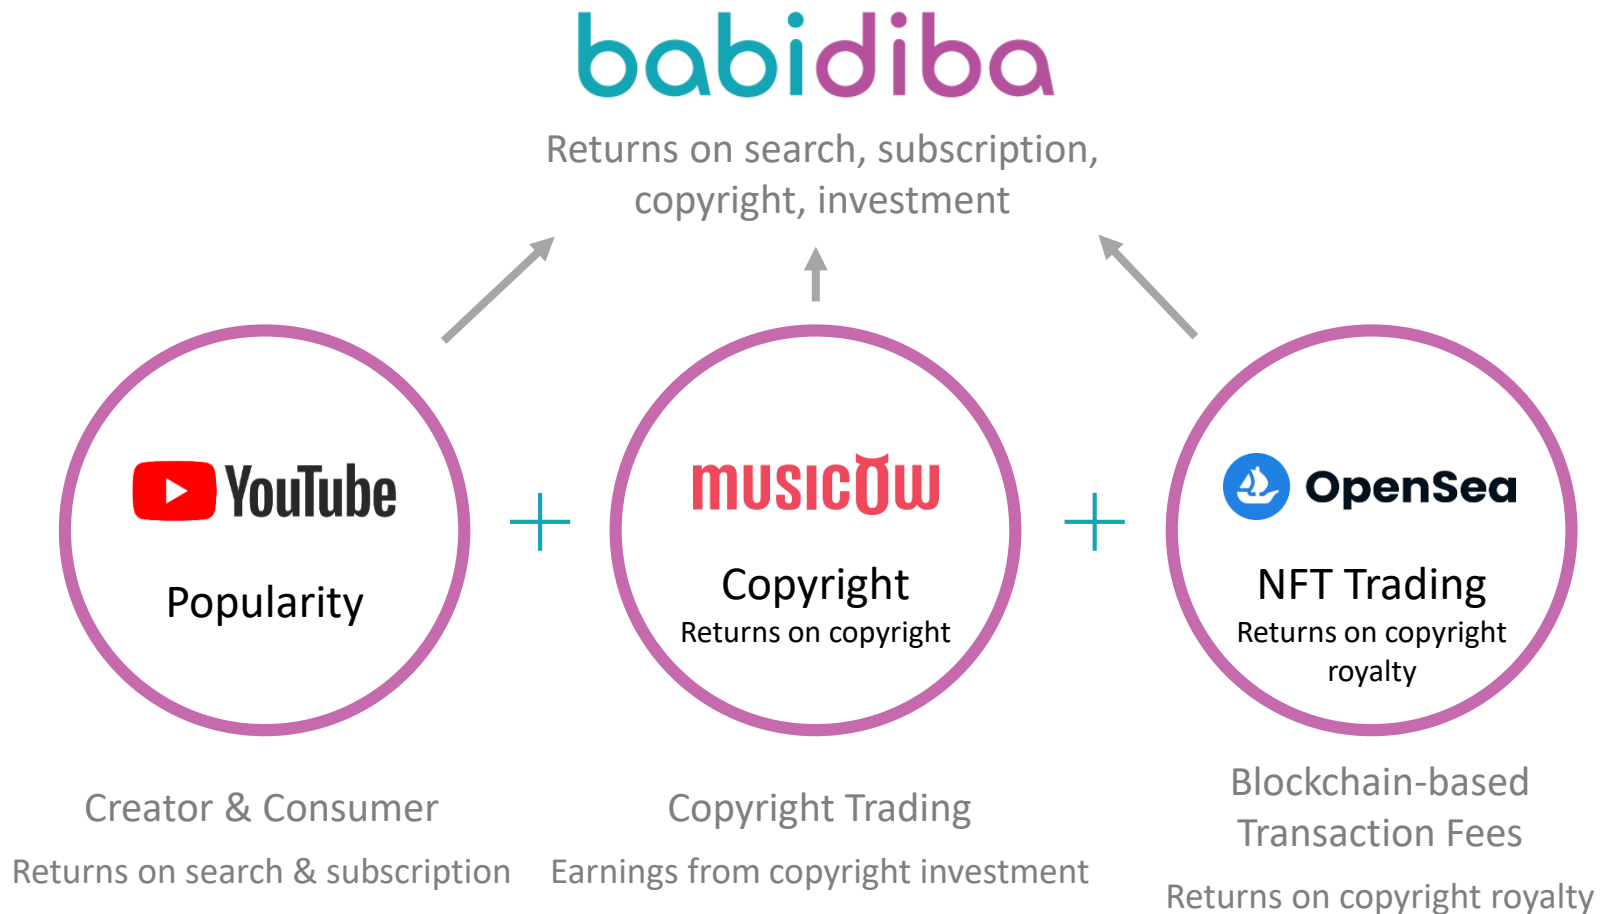 babidiba
Returns on search, subscription,
copyright, investment
YouTube
Popularity
musicow
Copyright
Returns on copyright
OpenSea
NFT Trading
Returns on copyright
royalty
Creator & Consumer
Returns on search & subscription
Copyright Trading
Earnings from copyright investment
Blockchain-based
Transaction Fees
Returns on copyright royalty